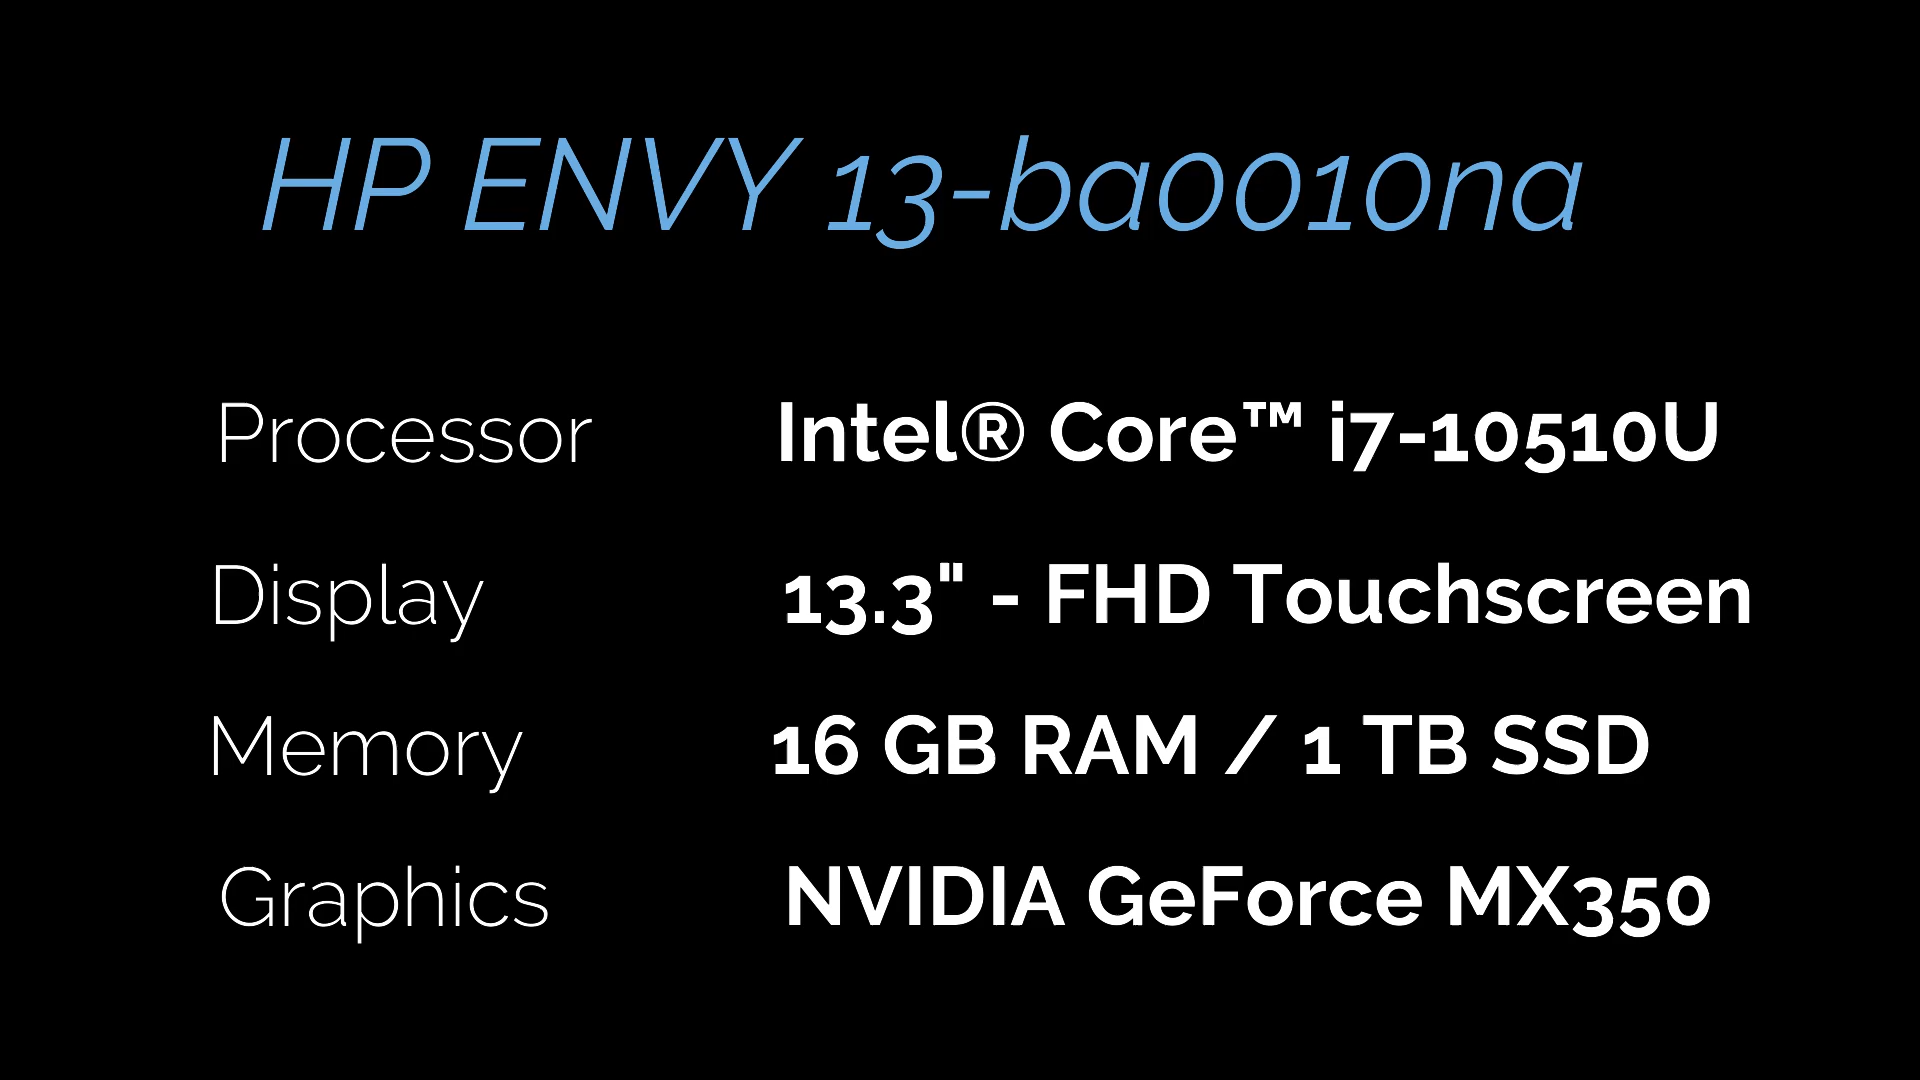 HP ENVY 13-ba0010na
Processor Intel® Core™ i7-10510U
Display 13.3" - FHD Touchscreen
Memory 16 GB RAM / 1 TB SSD
Graphics NVIDIA GeForce MX350